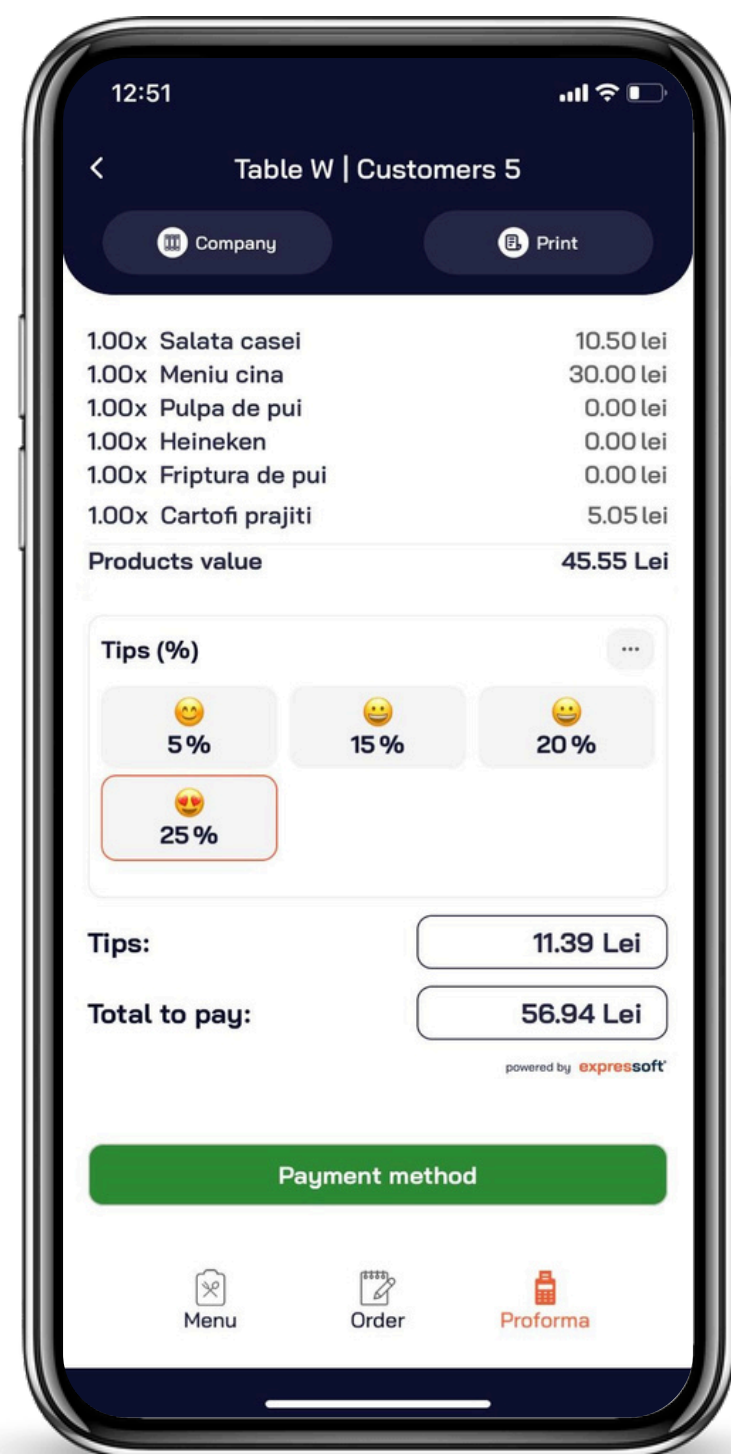 12:51
Table W | Customers 5
Company
Print
1.00x Salata casei 10.50 lei
1.00x Meniu cina 30.00 lei
1.00x Pulpa de pui 0.00 lei
1.00x Heineken 0.00 lei
1.00x Friptura de pui 0.00 lei
1.00x Cartofi prajiti 5.05 lei
Products value 45.55 Lei
Tips (%)
5% 15% 20%
25%
Tips: 11.39 Lei
Total to pay: 56.94 Lei
powered by expressoft
Payment method
Menu Order Proforma